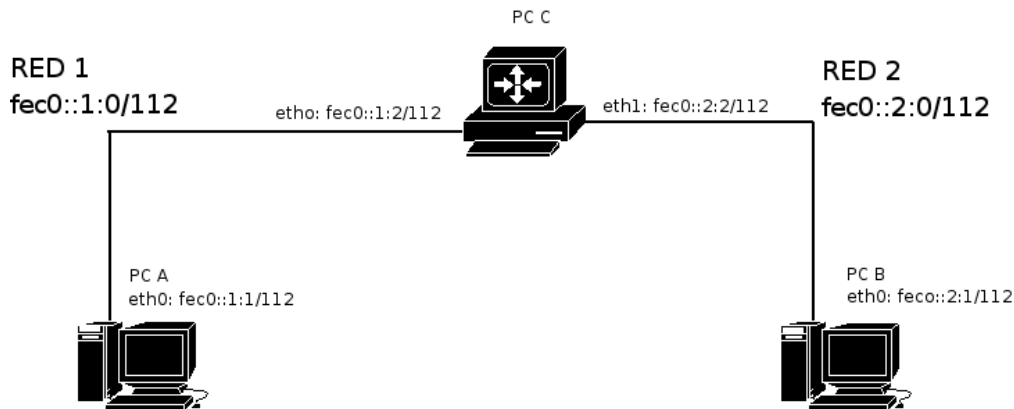 PC C
RED 1
fec0::1:0/112
etho: fec0::1:2/112
eth1: fec0::2:2/112
RED 2
fec0::2:0/112
PC A
eth0: fec0::1:1/112
PC B
eth0: feco::2:1/112